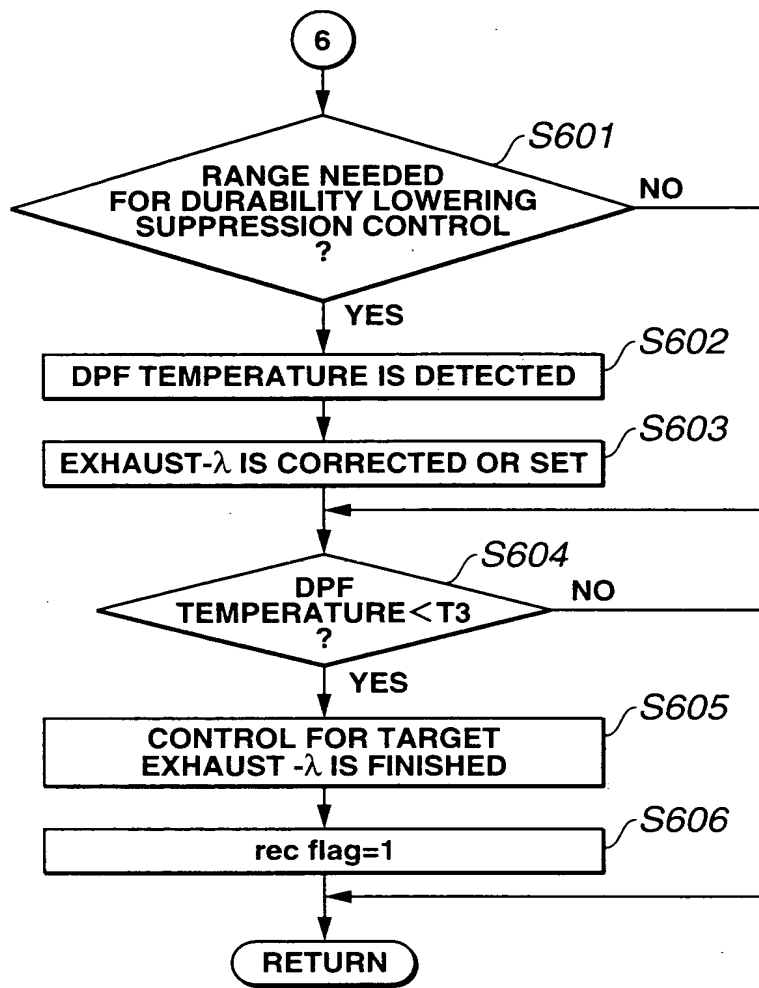 6
S601
RANGE NEEDED
FOR DURABILITY LOWERING
SUPPRESSION CONTROL
?
NO
YES
S602
DPF TEMPERATURE IS DETECTED
S603
EXHAUST-λ IS CORRECTED OR SET
S604
DPF
TEMPERATURE<T3
?
NO
YES
S605
CONTROL FOR TARGET
EXHAUST -λ IS FINISHED
S606
rec flag=1
RETURN